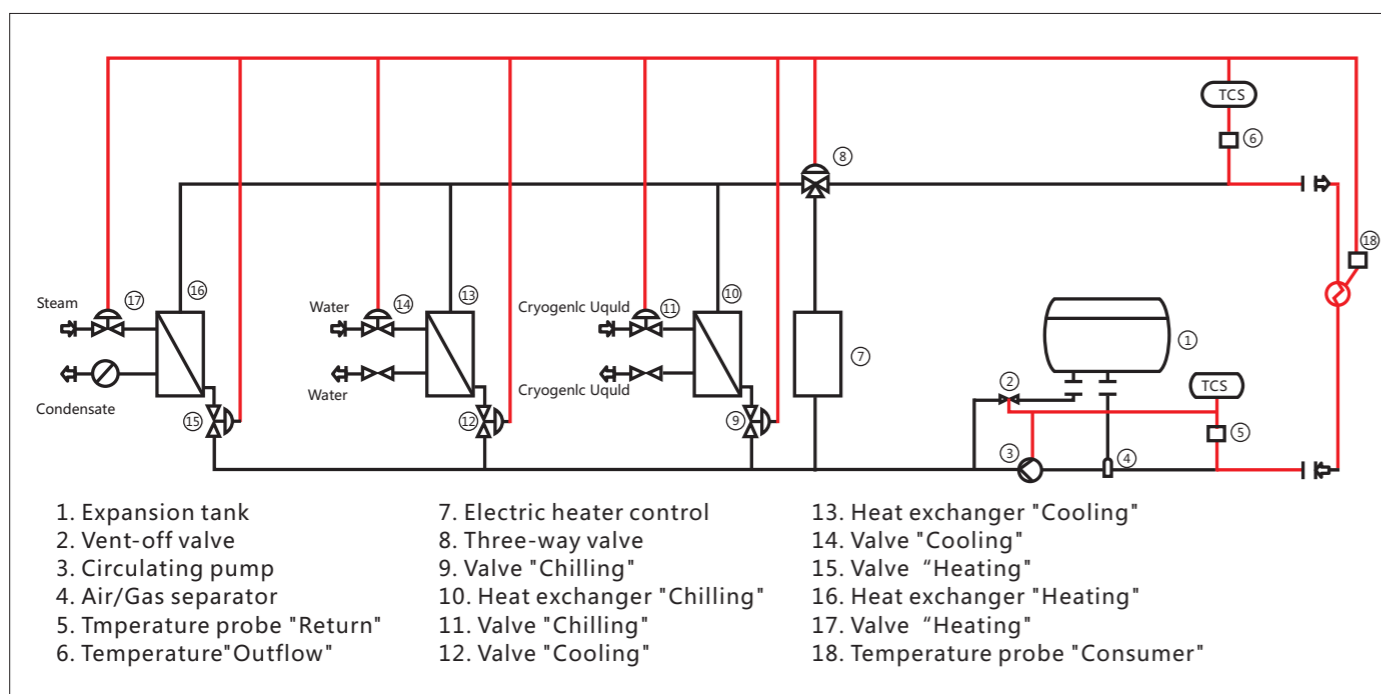 TCS
⑥
⑧
⑱
Steam
⑰
⑯
Water
⑭
⑬
Cryogenlc Uquld
⑪
⑩
①
⑦
Water
Cryogenlc Uquld
②
TCS
Condensate
⑮
⑫
⑨
③
④
⑤
1. Expansion tank
2. Vent-off valve
3. Circulating pump
4. Air/Gas separator
5. Tmperature probe "Return"
6. Temperature"Outflow"
7. Electric heater control
8. Three-way valve
9. Valve "Chilling"
10. Heat exchanger "Chilling"
11. Valve "Chilling"
12. Valve "Cooling"
13. Heat exchanger "Cooling"
14. Valve "Cooling"
15. Valve “Heating"
16. Heat exchanger "Heating"
17. Valve “Heating"
18. Temperature probe "Consumer"